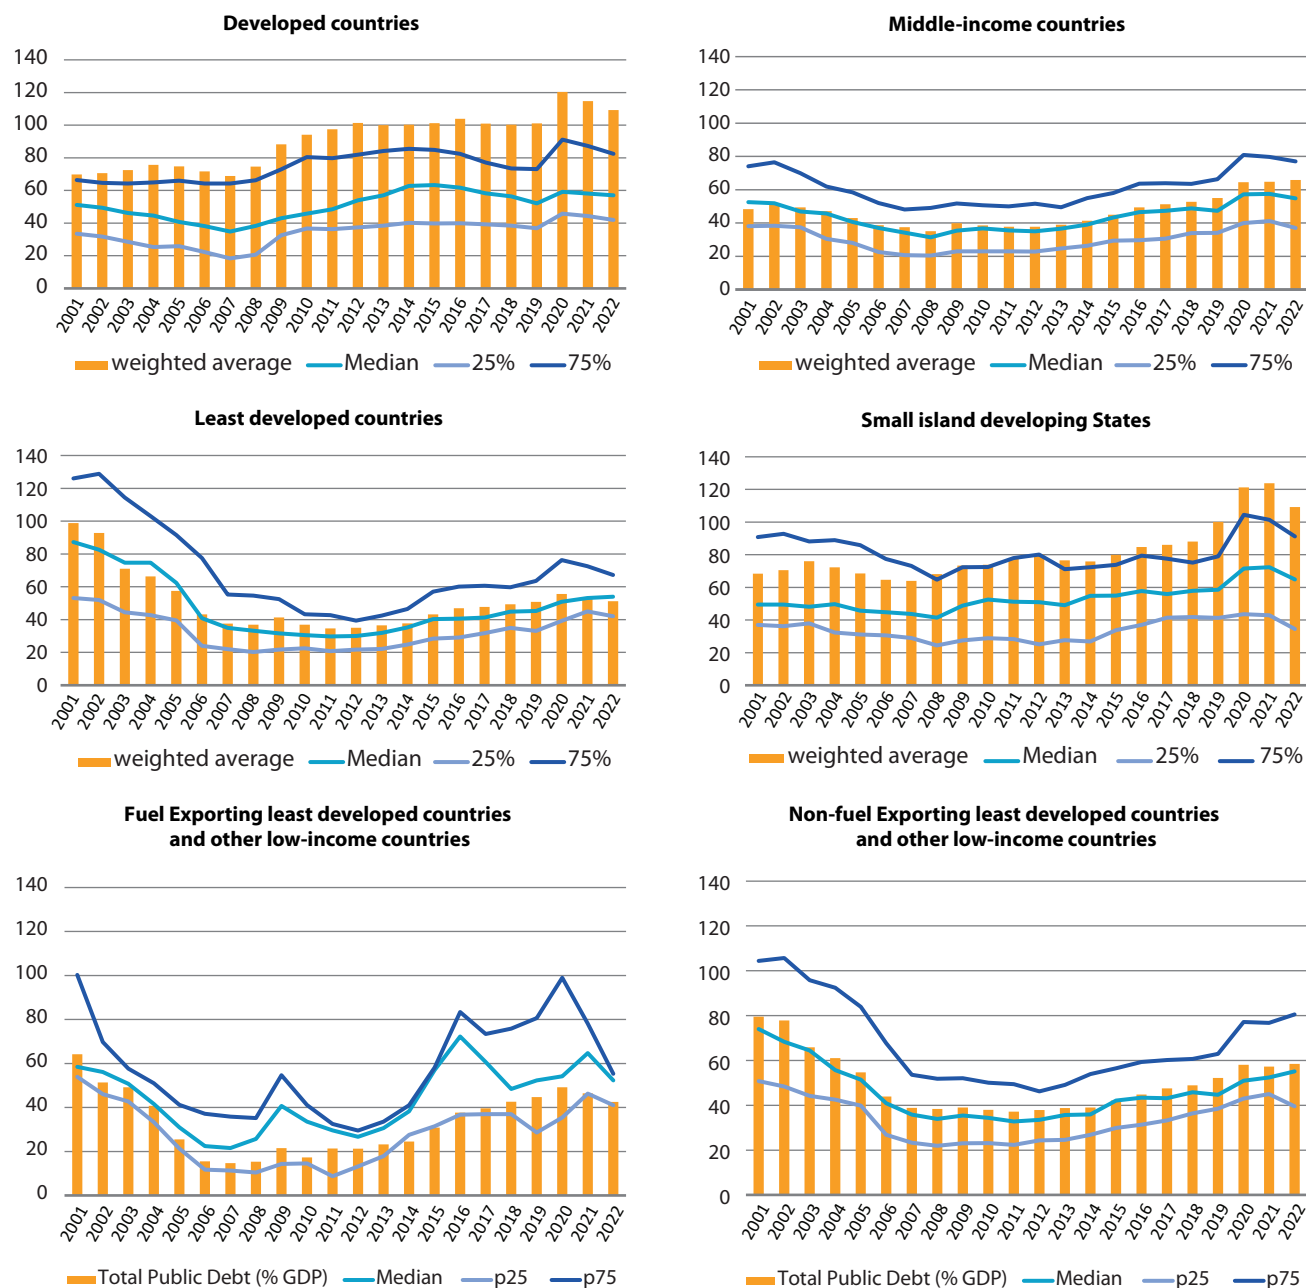 Developed countries
140
120
100
80
60
40
20
0
2001 2002 2003 2004 2005 2006 2007 2008 2009 2010 2011 2012 2013 2014 2015 2016 2017 2018 2019 2020 2021 2022
weighted average Median 25% 75%
Middle-income countries
140
120
100
80
60
40
20
0
2001 2002 2003 2004 2005 2006 2007 2008 2009 2010 2011 2012 2013 2014 2015 2016 2017 2018 2019 2020 2021 2022
weighted average Median 25% 75%
Least developed countries
140
120
100
80
60
40
20
0
2001 2002 2003 2004 2005 2006 2007 2008 2009 2010 2011 2012 2013 2014 2015 2016 2017 2018 2019 2020 2021 2022
weighted average Median 25% 75%
Small island developing States
140
120
100
80
60
40
20
0
2001 2002 2003 2004 2005 2006 2007 2008 2009 2010 2011 2012 2013 2014 2015 2016 2017 2018 2019 2020 2021 2022
weighted average Median 25% 75%
Fuel Exporting least developed countries
and other low-income countries
140
120
100
80
60
40
20
0
2001 2002 2003 2004 2005 2006 2007 2008 2009 2010 2011 2012 2013 2014 2015 2016 2017 2018 2019 2020 2021 2022
Total Public Debt (% GDP) Median p25 p75
Non-fuel Exporting least developed countries
and other low-income countries
140
120
100
80
60
40
20
0
2001 2002 2003 2004 2005 2006 2007 2008 2009 2010 2011 2012 2013 2014 2015 2016 2017 2018 2019 2020 2021 2022
Total Public Debt (% GDP) Median p25 p75